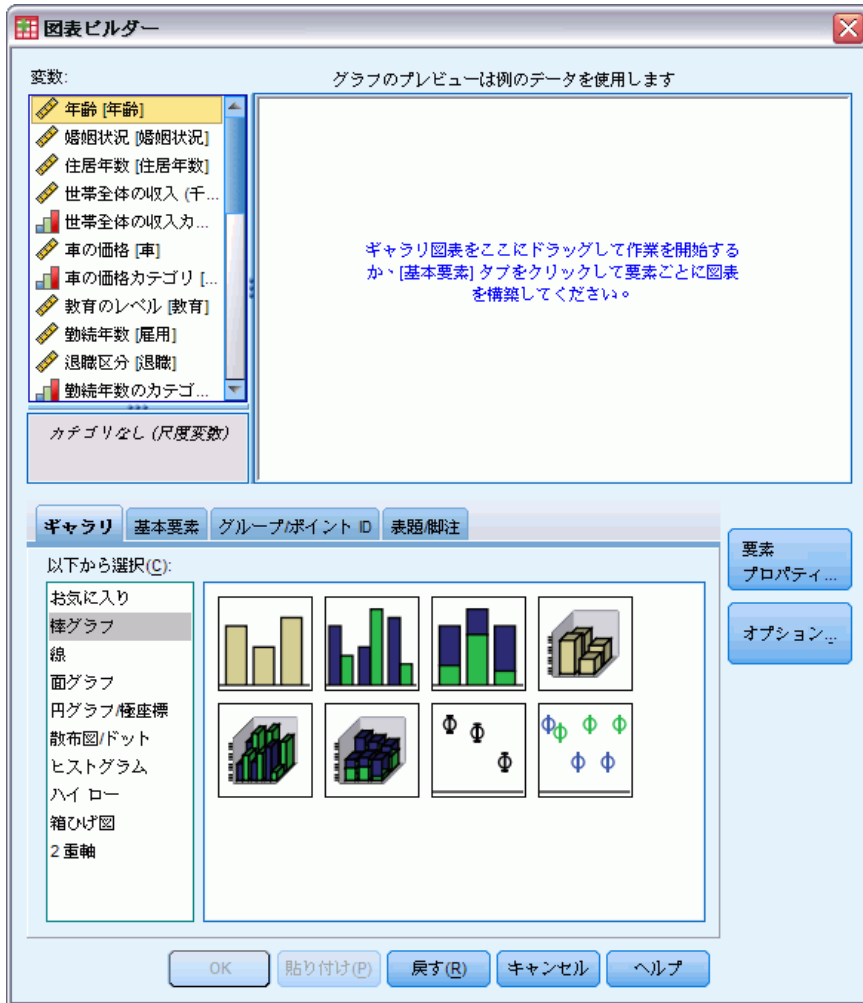 図表ビルダー
変数:
グラフのプレビューは例のデータを使用します
年齢 [年齢]
婚姻状況 [婚姻状況]
住居年数 [住居年数]
世帯全体の収入 (千...
世帯全体の収入カ...
車の価格 [車]
車の価格カテゴリ [...
教育のレベル [教育]
勤続年数 [雇用]
退職区分 [退職]
勤続年数のカテゴ...
カテゴリなし (尺度変数)
ギャラリ図表をここにドラッグして作業を開始する
か、[基本要素] タブをクリックして要素ごとに図表
を構築してください。
ギャラリ
基本要素
グループ/ポイント ID
表題/脚注
以下から選択(C):
お気に入り
棒グラフ
線
面グラフ
円グラフ/極座標
散布図/ドット
ヒストグラム
ハイ ロー
箱ひげ図
2 重軸
要素
プロパティ...
オプション...
OK
貼り付け(P)
戻す(R)
キャンセル
ヘルプ